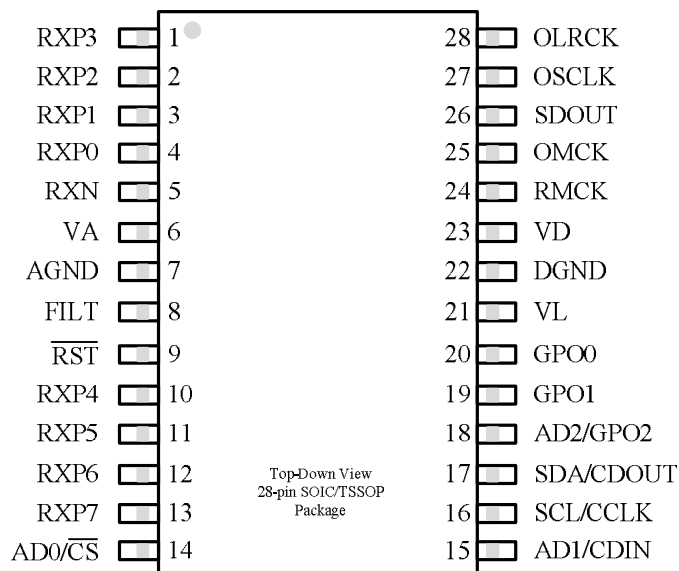 RXP3 1 28 OLRCK
RXP2 2 27 OSCLK
RXP1 3 26 SDOUT
RXP0 4 25 OMCK
RXN 5 24 RMCK
VA 6 23 VD
AGND 7 22 DGND
FILT 8 21 VL
R̅S̅T̅ 9 20 GPO0
RXP4 10 19 GPO1
RXP5 11 18 AD2/GPO2
RXP6 12 Top-Down View 17 SDA/CDOUT
28-pin SOIC/TSSOP
RXP7 13 Package 16 SCL/CCLK
AD0/C̅S̅ 14 15 AD1/CDIN